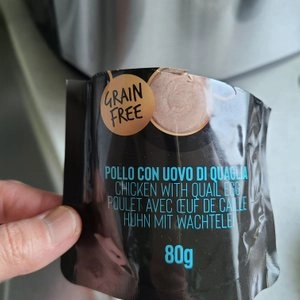 GRAIN
FREE
POLLO CON UOVO DI QUAGLIA
CHICKEN WITH QUAIL EGG
POULET AVEC ŒUF DE CAILLE
HUHN MIT WACHTELEI
80g